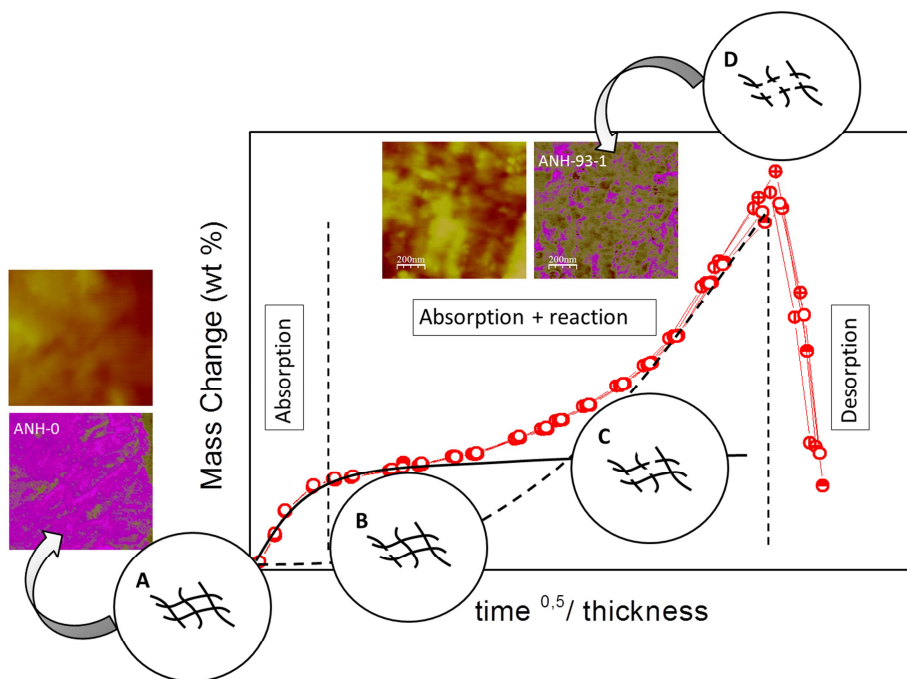 D
ANH-93-1
200nm
200nm
Absorption + reaction
Absorption
Desorption
Mass Change (wt %)
ANH-0
C
B
A
time 0,5/ thickness